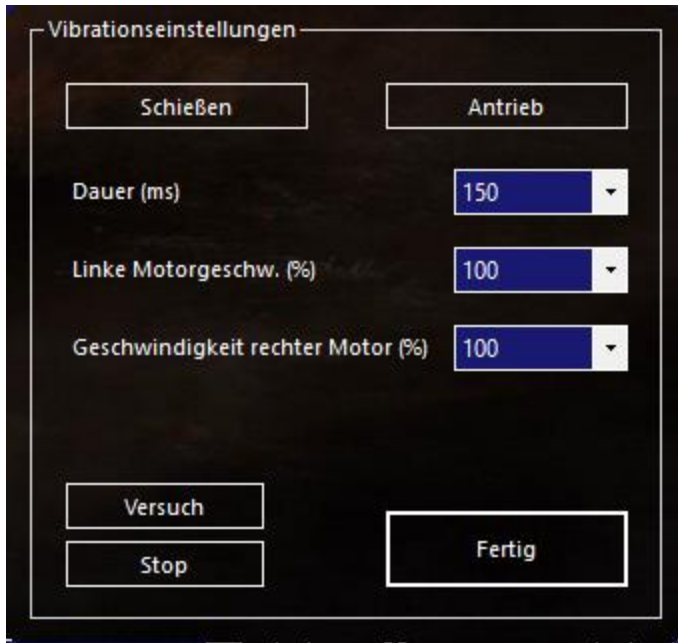 Vibrationseinstellungen
Schießen
Antrieb
Dauer (ms)
150
Linke Motorgeschw. (%)
100
Geschwindigkeit rechter Motor (%)
100
Versuch
Stop
Fertig